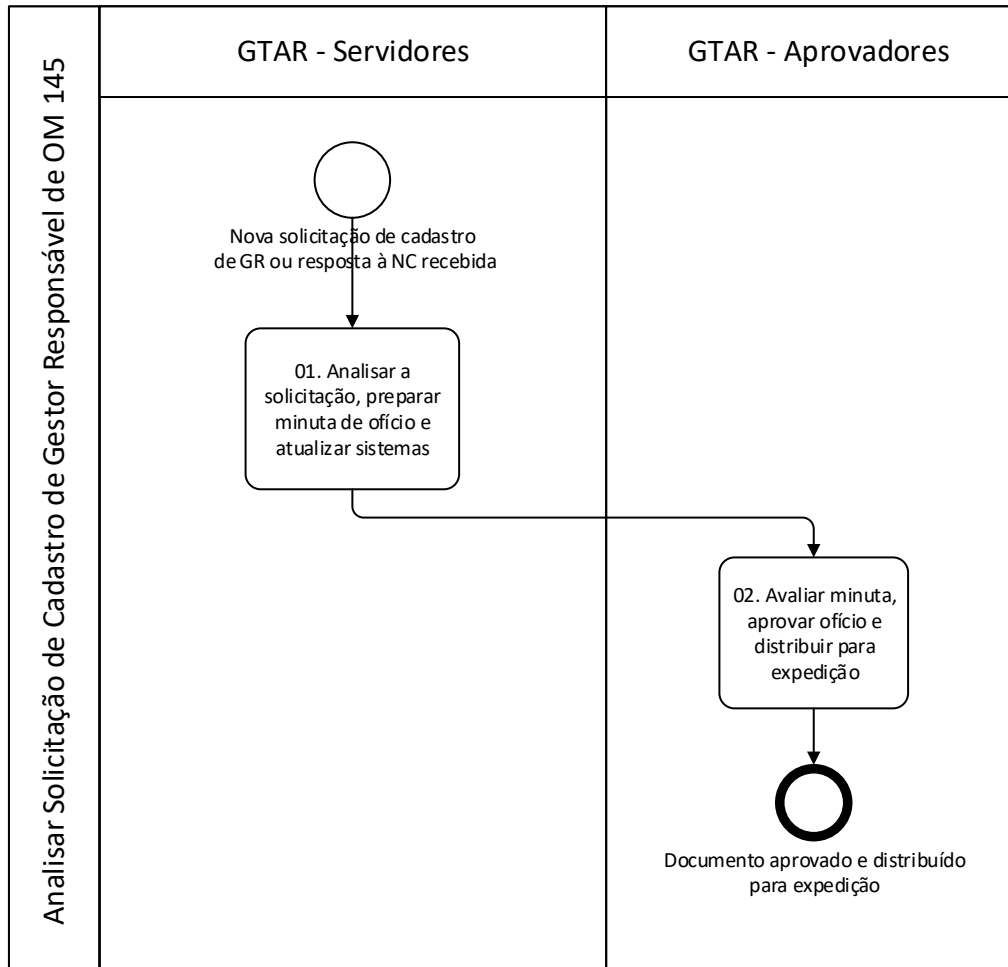 Analisar Solicitação de Cadastro de Gestor Responsável de OM 145
GTAR - Servidores
GTAR - Aprovadores
Nova solicitação de cadastro
de GR ou resposta à NC recebida
01. Analisar a
solicitação, preparar
minuta de ofício e
atualizar sistemas
02. Avaliar minuta,
aprovar ofício e
distribuir para
expedição
Documento aprovado e distribuído
para expedição